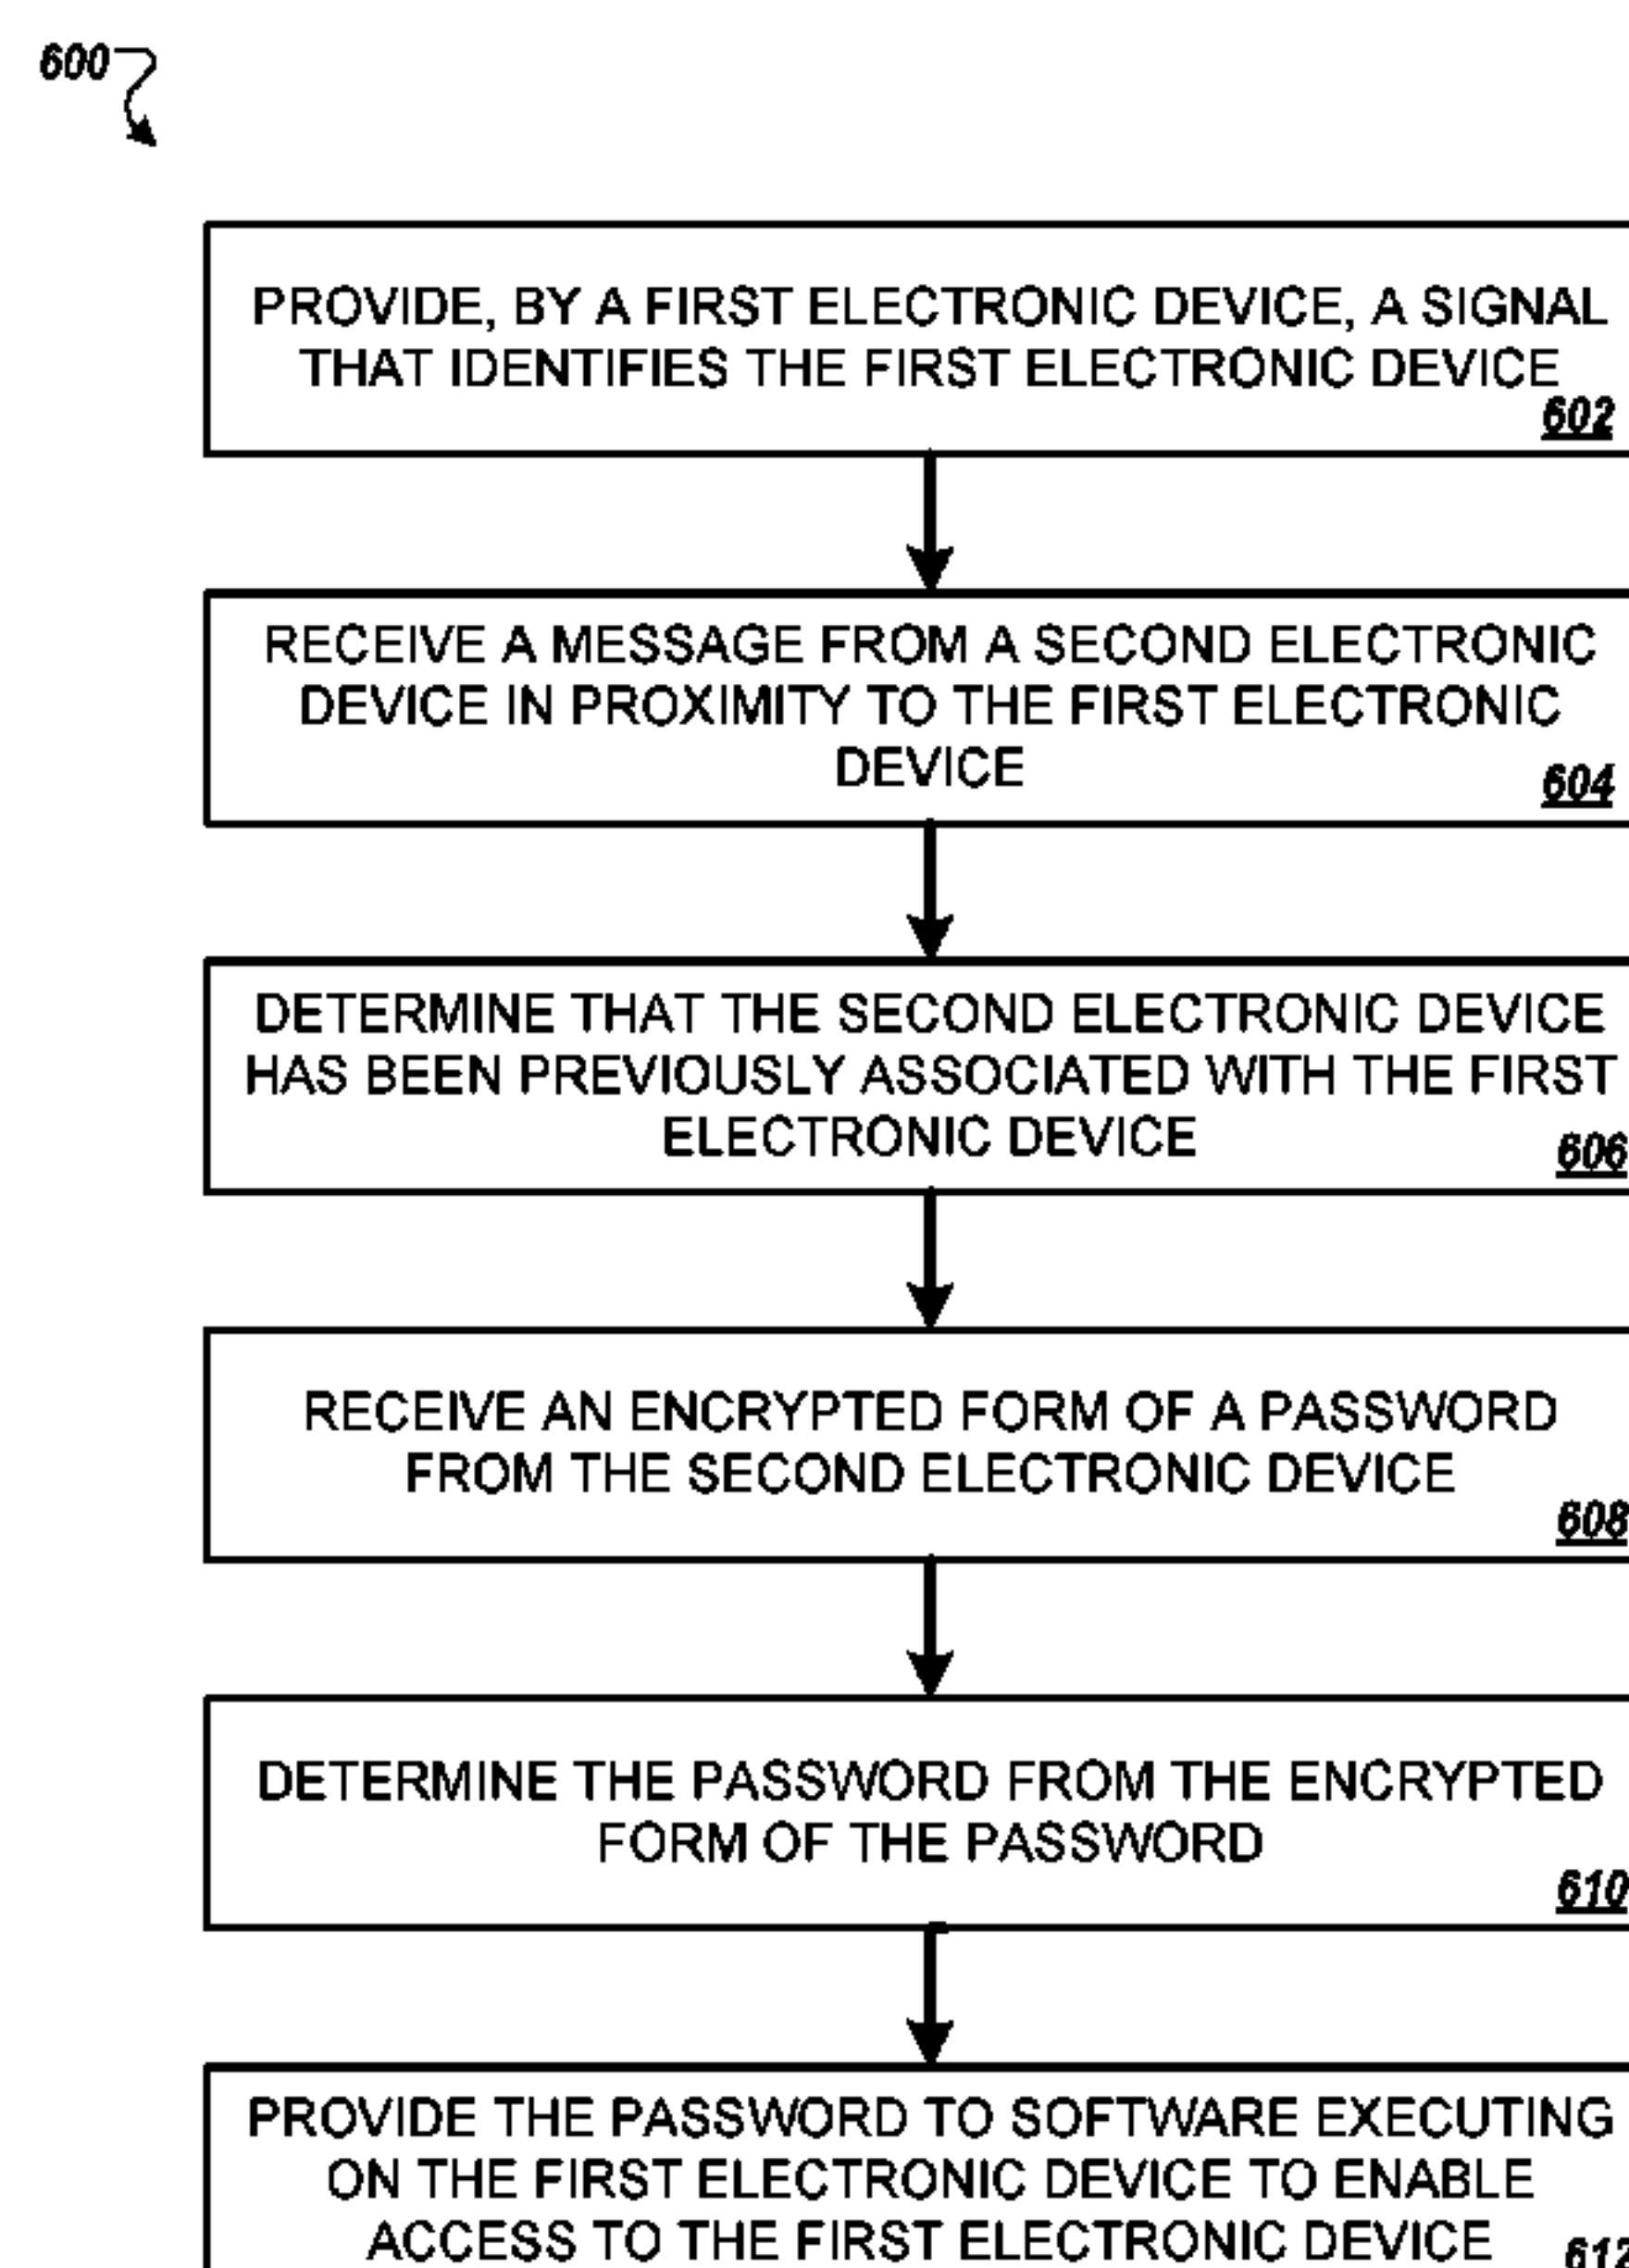 600
PROVIDE, BY A FIRST ELECTRONIC DEVICE, A SIGNAL
THAT IDENTIFIES THE FIRST ELECTRONIC DEVICE
602
RECEIVE A MESSAGE FROM A SECOND ELECTRONIC
DEVICE IN PROXIMITY TO THE FIRST ELECTRONIC
DEVICE
604
DETERMINE THAT THE SECOND ELECTRONIC DEVICE
HAS BEEN PREVIOUSLY ASSOCIATED WITH THE FIRST
ELECTRONIC DEVICE
606
RECEIVE AN ENCRYPTED FORM OF A PASSWORD
FROM THE SECOND ELECTRONIC DEVICE
608
DETERMINE THE PASSWORD FROM THE ENCRYPTED
FORM OF THE PASSWORD
610
PROVIDE THE PASSWORD TO SOFTWARE EXECUTING
ON THE FIRST ELECTRONIC DEVICE TO ENABLE
ACCESS TO THE FIRST ELECTRONIC DEVICE
612